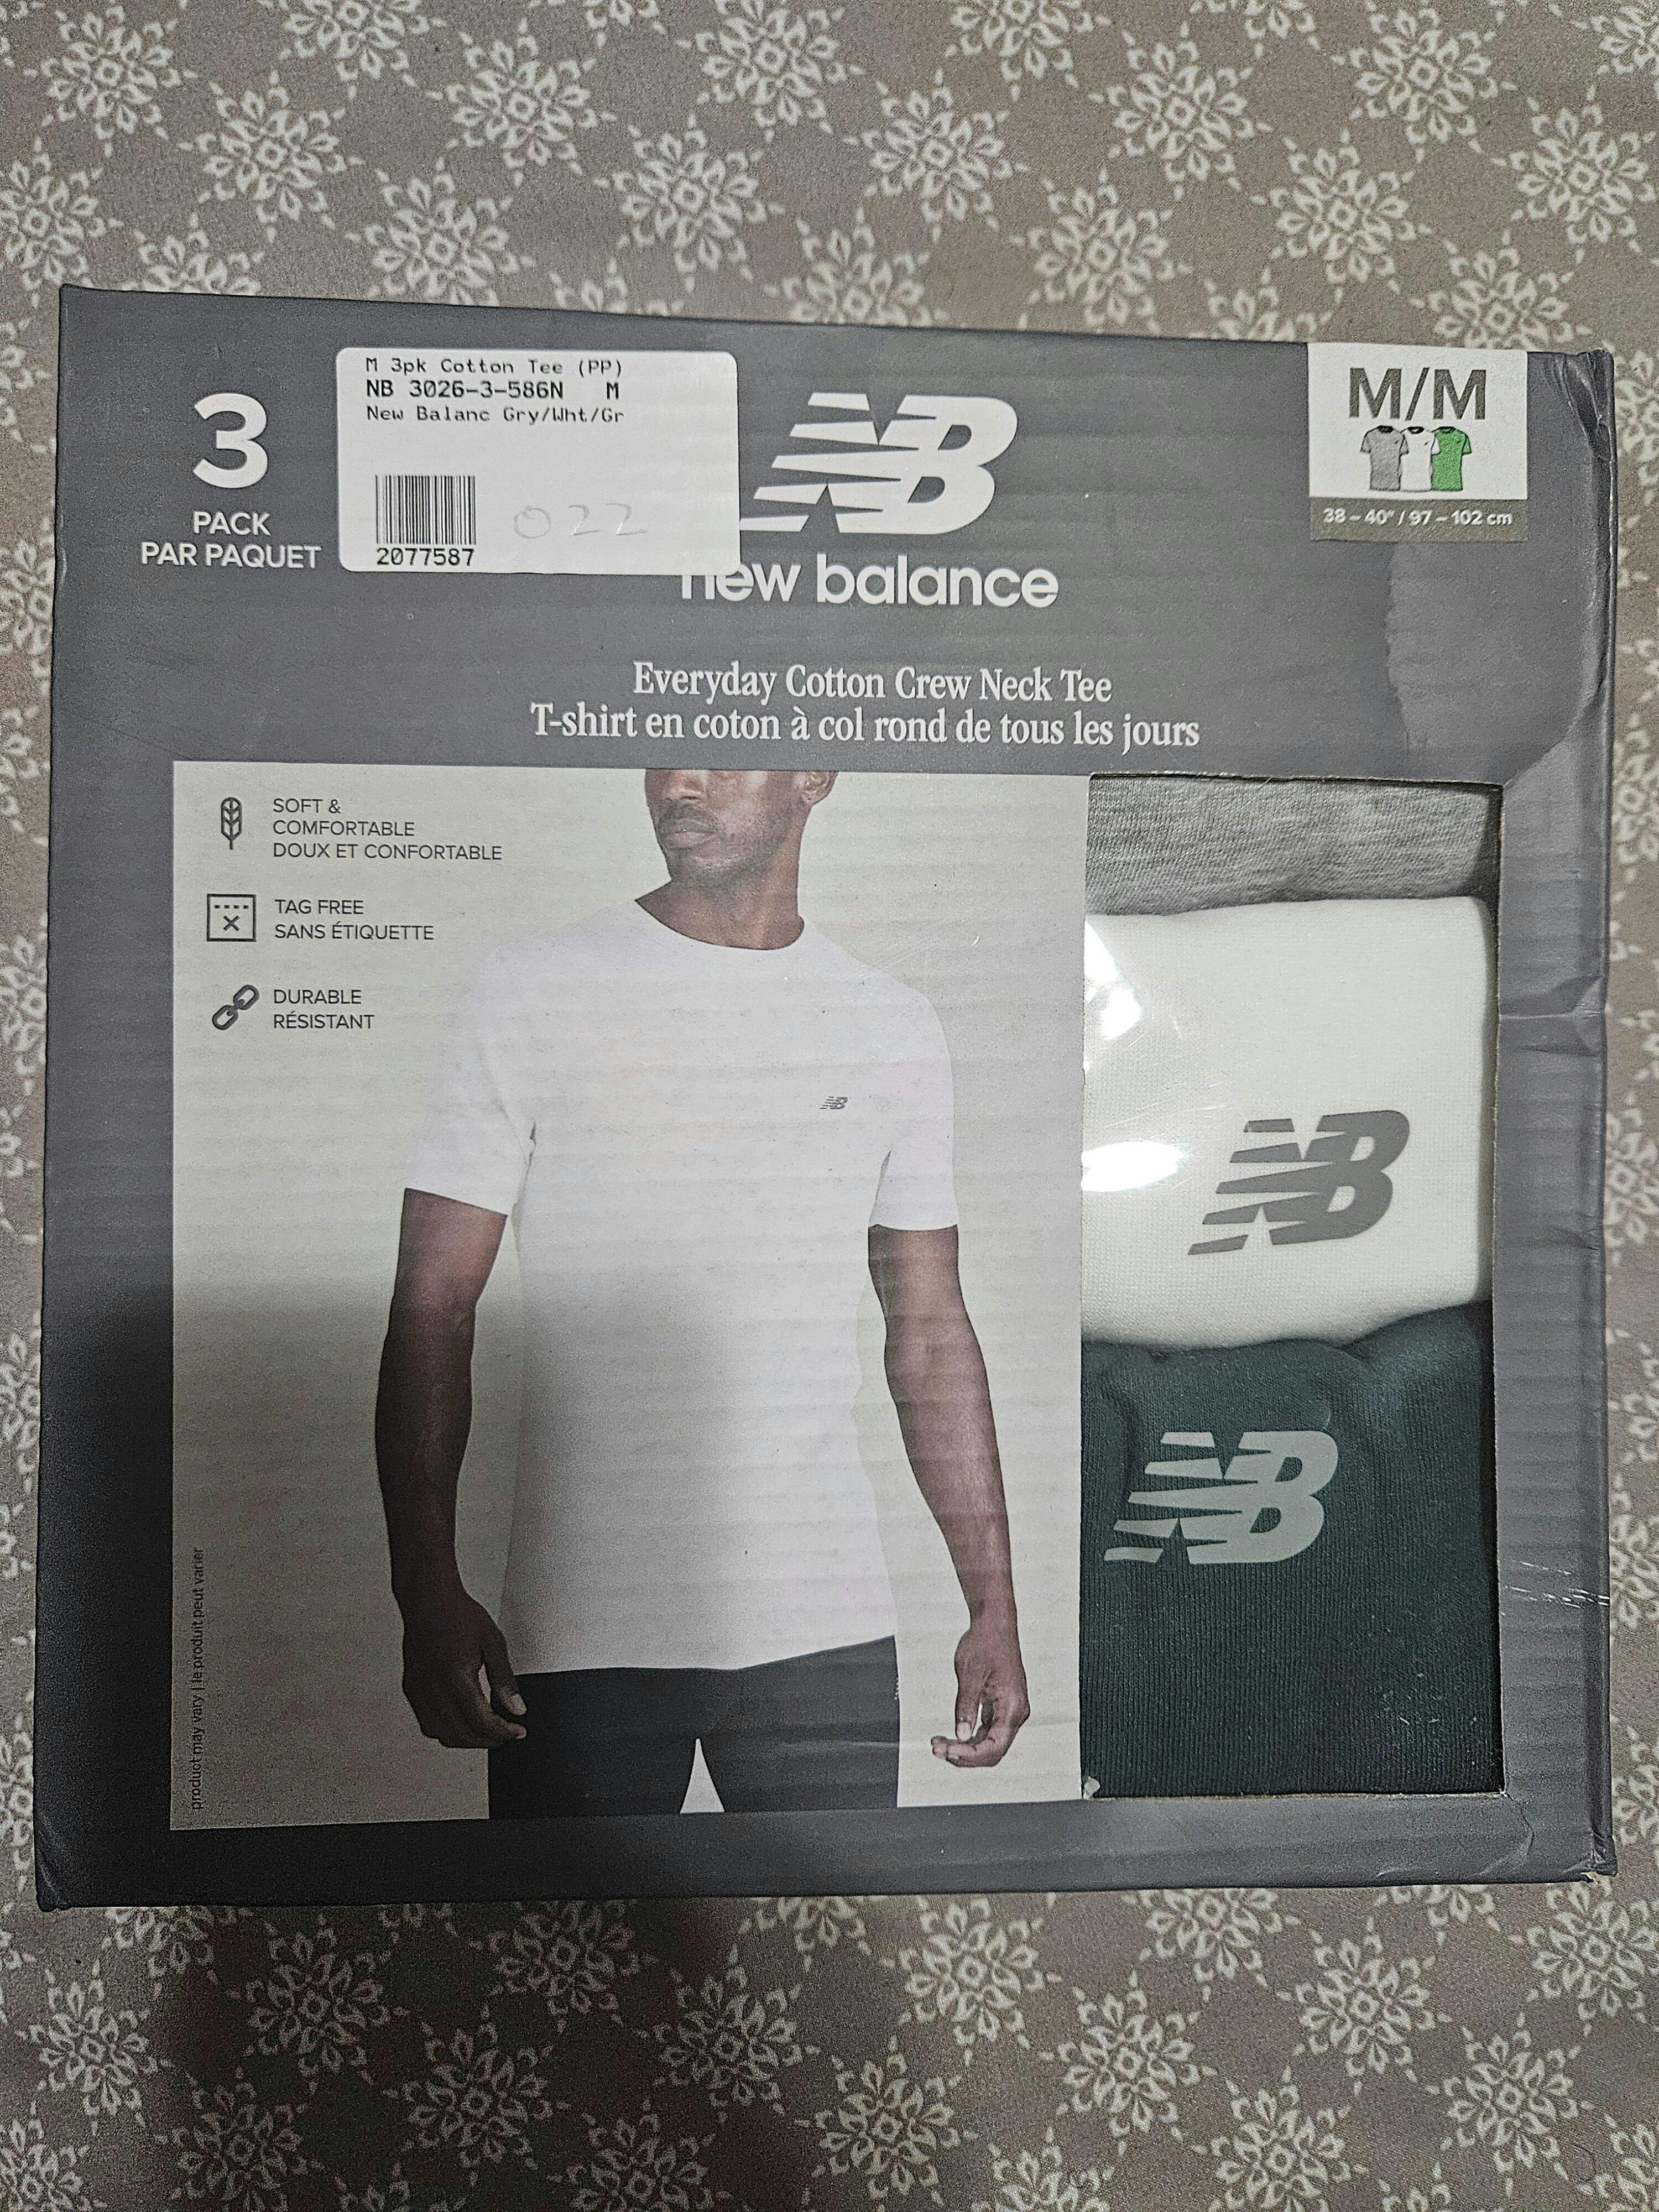 3
PACK
PAR PAQUET
M 3pk Cotton Tee (PP)
NB 3026-3-586N M
New Balanc Gry/Wht/Gr
2077587
022
NB
new balance
M/M
38 – 40" / 97 – 102 cm
Everyday Cotton Crew Neck Tee
T-shirt en coton à col rond de tous les jours
SOFT &
COMFORTABLE
DOUX ET CONFORTABLE
TAG FREE
SANS ÉTIQUETTE
DURABLE
RÉSISTANT
NB
NB
NB
product may vary | le produit peut varier